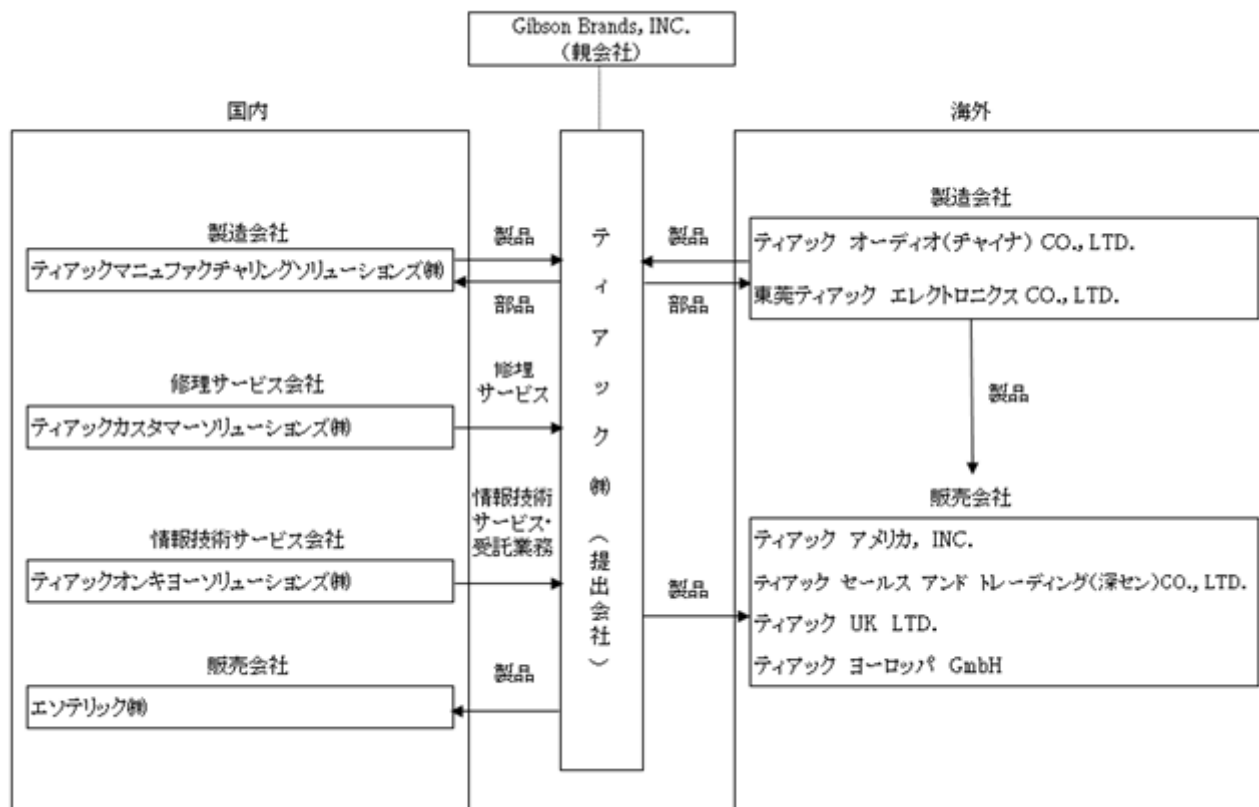 Gibson Brands, INC.
(親会社)
国内
海外
製造会社
ティアックマニュファクチャリングソリューションズ㈱
製品
部品
修理サービス会社
ティアックカスタマーソリューションズ㈱
修理
サービス
情報技術サービス会社
ティアックオンキヨーソリューションズ㈱
情報技術
サービス・
受託業務
販売会社
エソテリック㈱
製品
ティアック㈱(提出会社)
製品
部品
製造会社
ティアック オーディオ(チャイナ) CO.,LTD.
東莞ティアック エレクトロニクス CO.,LTD.
製品
製品
販売会社
ティアック アメリカ, INC.
ティアック セールス アンド トレーディング(深セン)CO.,LTD.
ティアック UK LTD.
ティアック ヨーロッパ GmbH